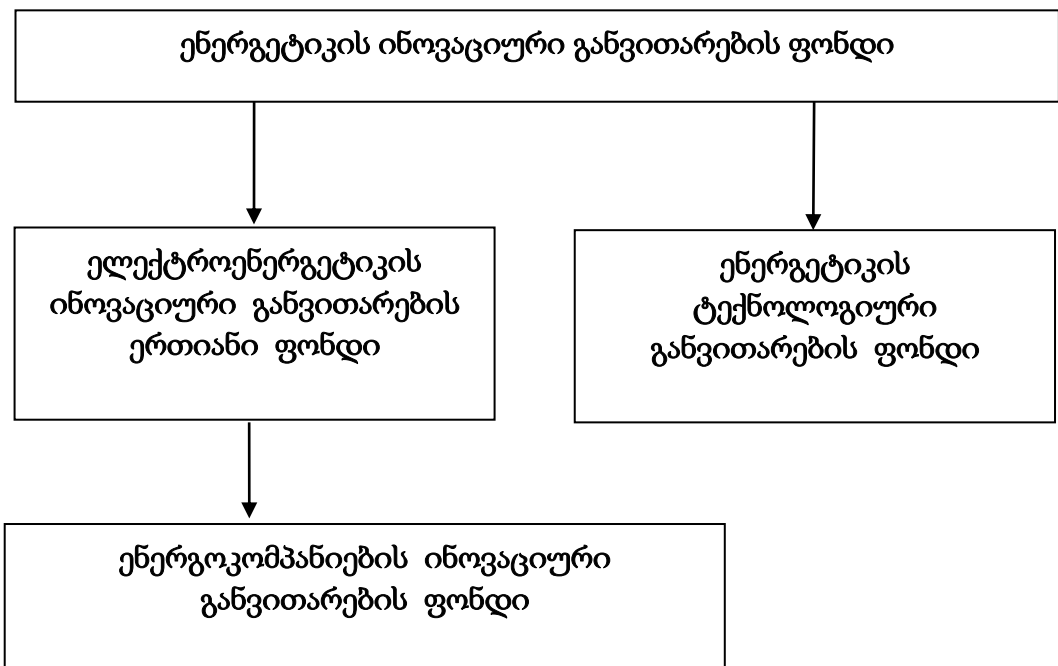 ენერგეტიკის ინოვაციური განვითარების ფონდი
ელექტროენერგეტიკის
ინოვაციური განვითარების
ერთიანი ფონდი
ენერგეტიკის
ტექნოლოგიური
განვითარების ფონდი
ენერგოკომპანიების ინოვაციური
განვითარების ფონდი